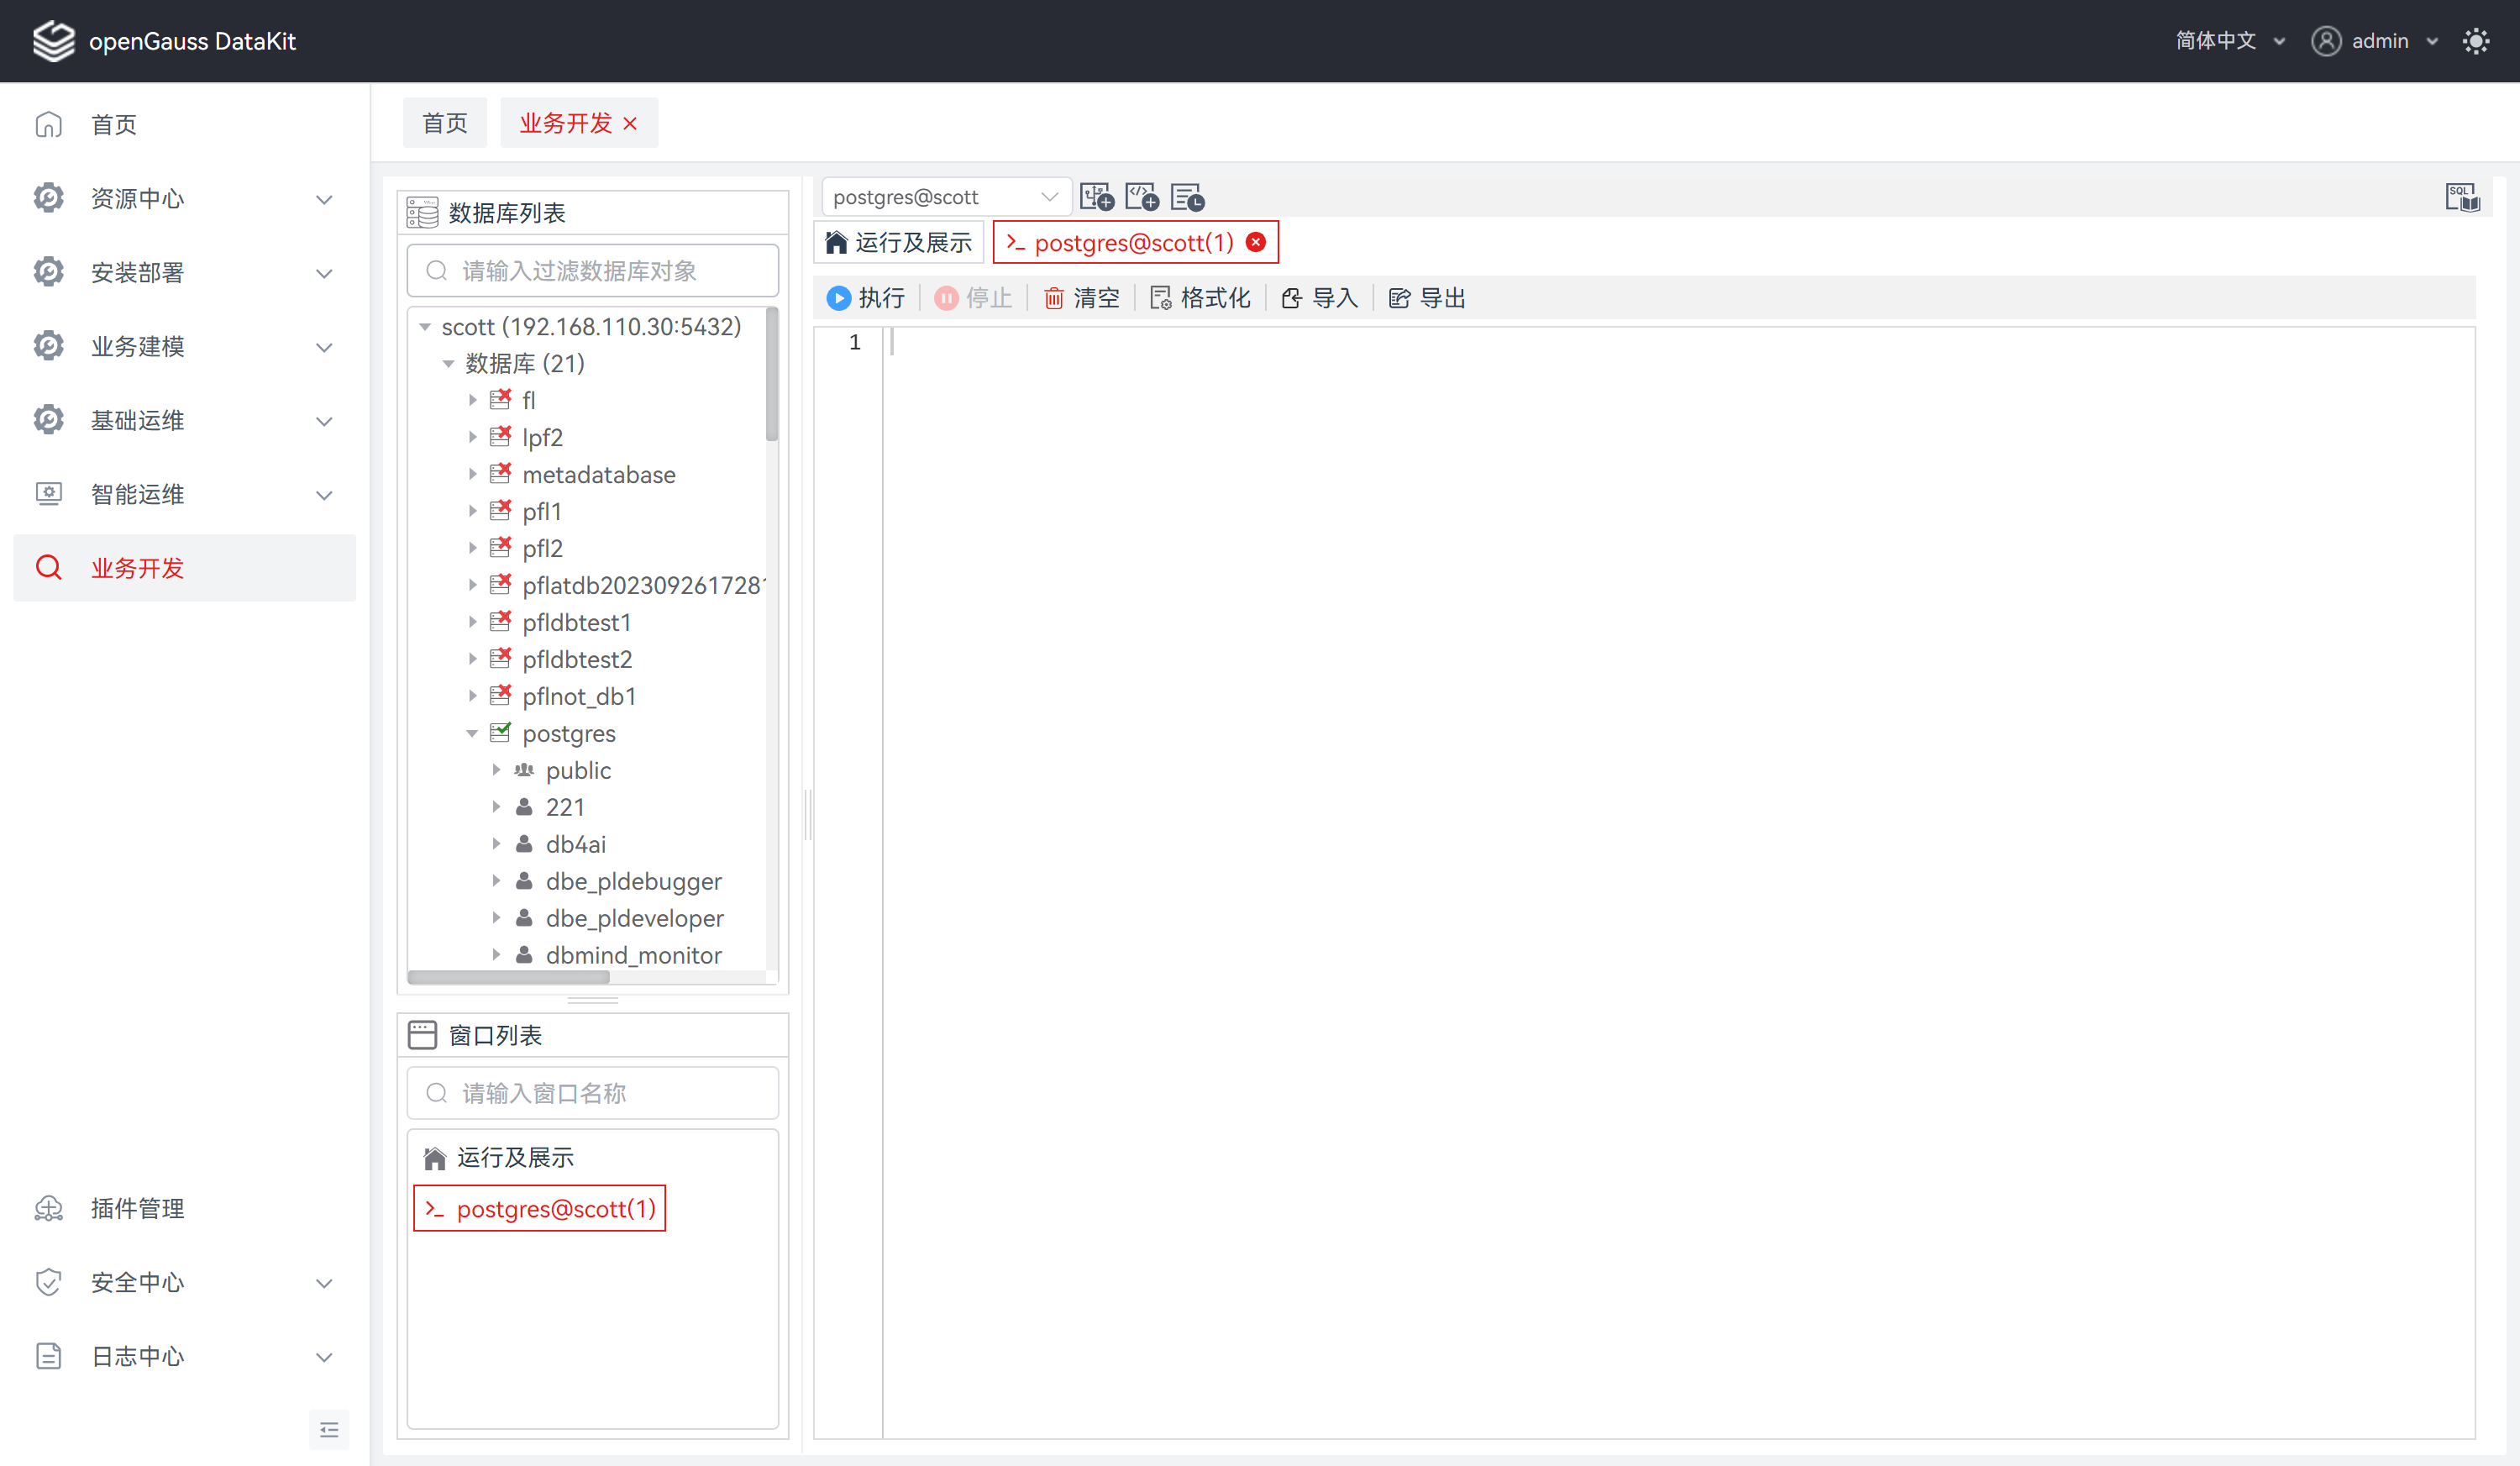 openGauss DataKit
简体中文
admin
首页
资源中心
安装部署
业务建模
基础运维
智能运维
业务开发
插件管理
安全中心
日志中心
首页
业务开发
数据库列表
请输入过滤数据库对象
scott (192.168.110.30:5432)
数据库 (21)
fl
lpf2
metadatabase
pfl1
pfl2
pflatdb2023092617281
pfldbtest1
pfldbtest2
pflnot_db1
postgres
public
221
db4ai
dbe_pldebugger
dbe_pldeveloper
dbmind_monitor
窗口列表
请输入窗口名称
运行及展示
postgres@scott(1)
postgres@scott
SQL
运行及展示
postgres@scott(1)
执行 停止 清空 格式化 导入 导出
1